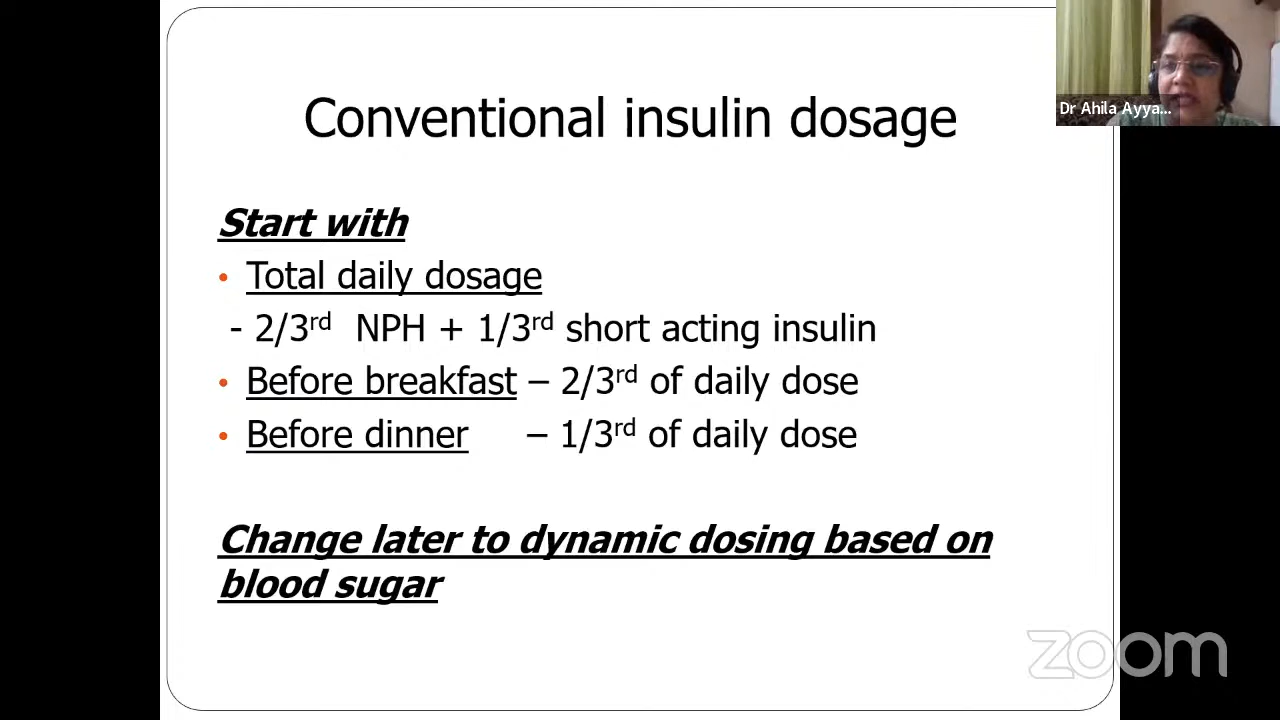 Dr Ahila Ayya...
Conventional insulin dosage
Start with
• Total daily dosage
- 2/3rd NPH + 1/3rd short acting insulin
• Before breakfast – 2/3rd of daily dose
• Before dinner – 1/3rd of daily dose
Change later to dynamic dosing based on
blood sugar
zoom